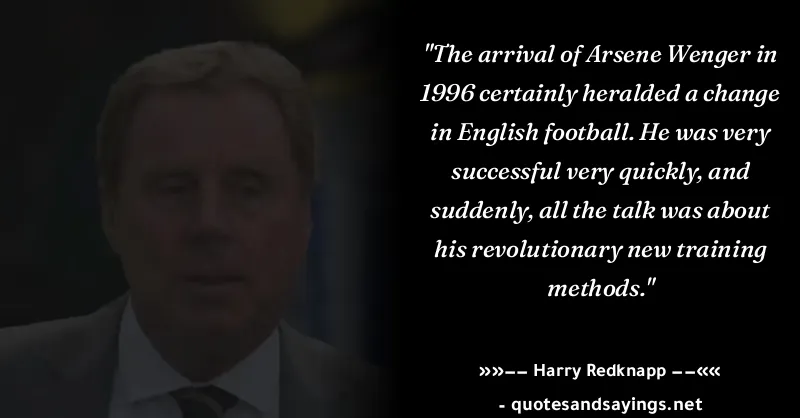 "The arrival of Arsene Wenger in
1996 certainly heralded a change
in English football. He was very
successful very quickly, and
suddenly, all the talk was about
his revolutionary new training
methods."
»»−− Harry Redknapp −−««
- quotesandsayings.net